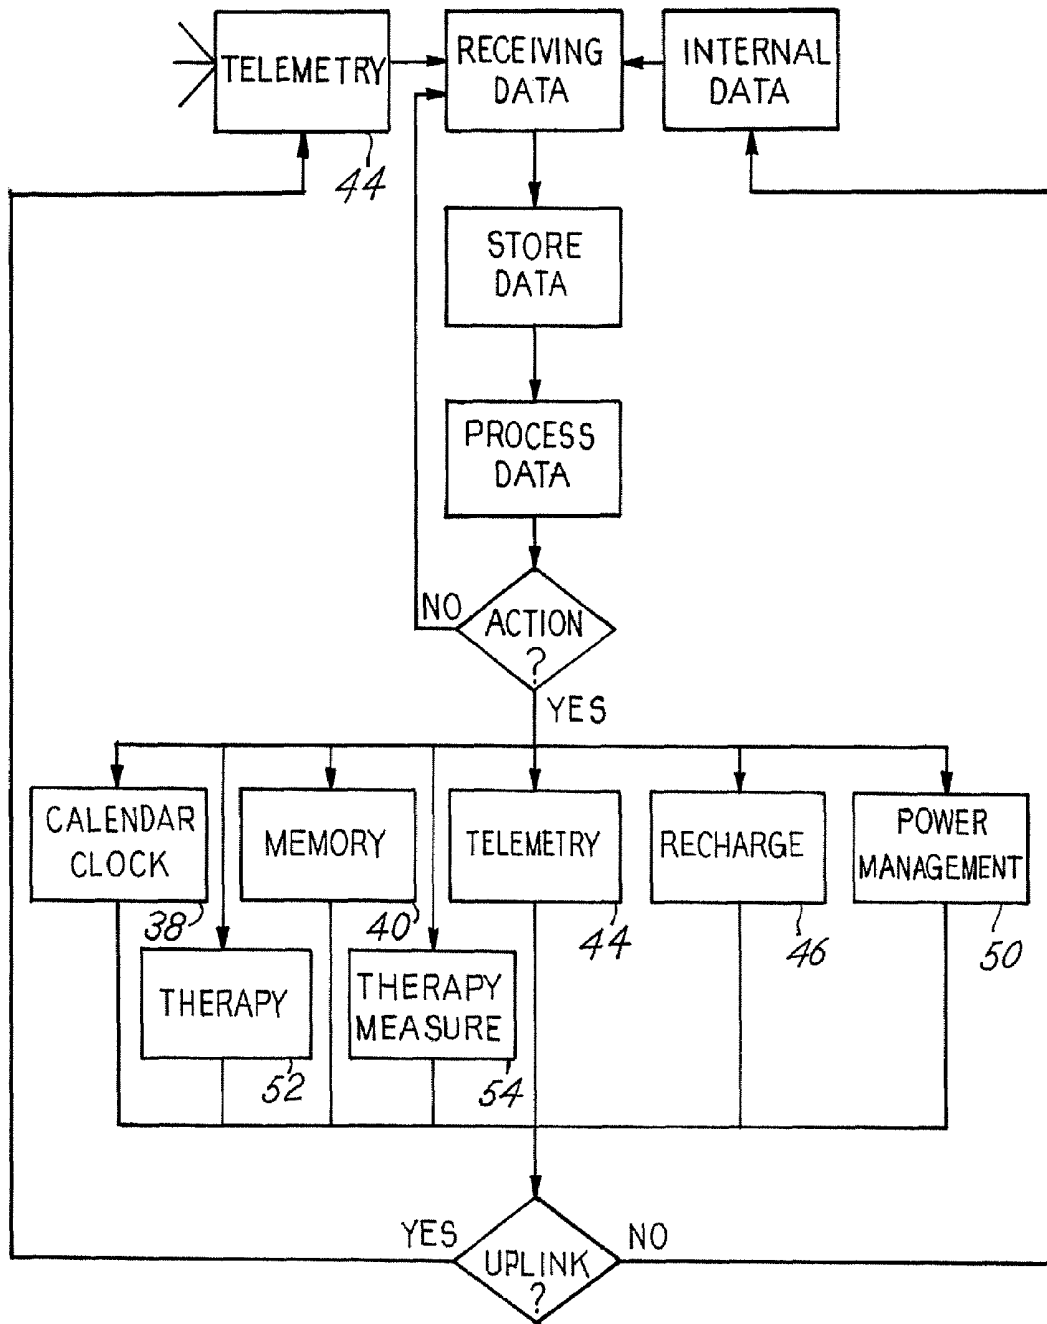 TELEMETRY
44
RECEIVING
DATA
INTERNAL
DATA
STORE
DATA
PROCESS
DATA
NO
ACTION
?
YES
CALENDAR
CLOCK
38
MEMORY
40
TELEMETRY
44
RECHARGE
46
POWER
MANAGEMENT
50
THERAPY
52
THERAPY
MEASURE
54
YES
UPLINK
?
NO